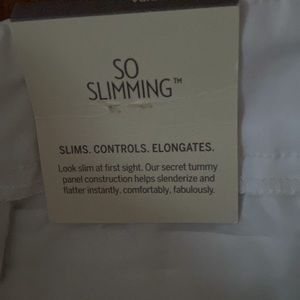 SO
SLIMMING™
SLIMS. CONTROLS. ELONGATES.
Look slim at first sight. Our secret tummy
panel construction helps slenderize and
flatter instantly, comfortably, fabulously.